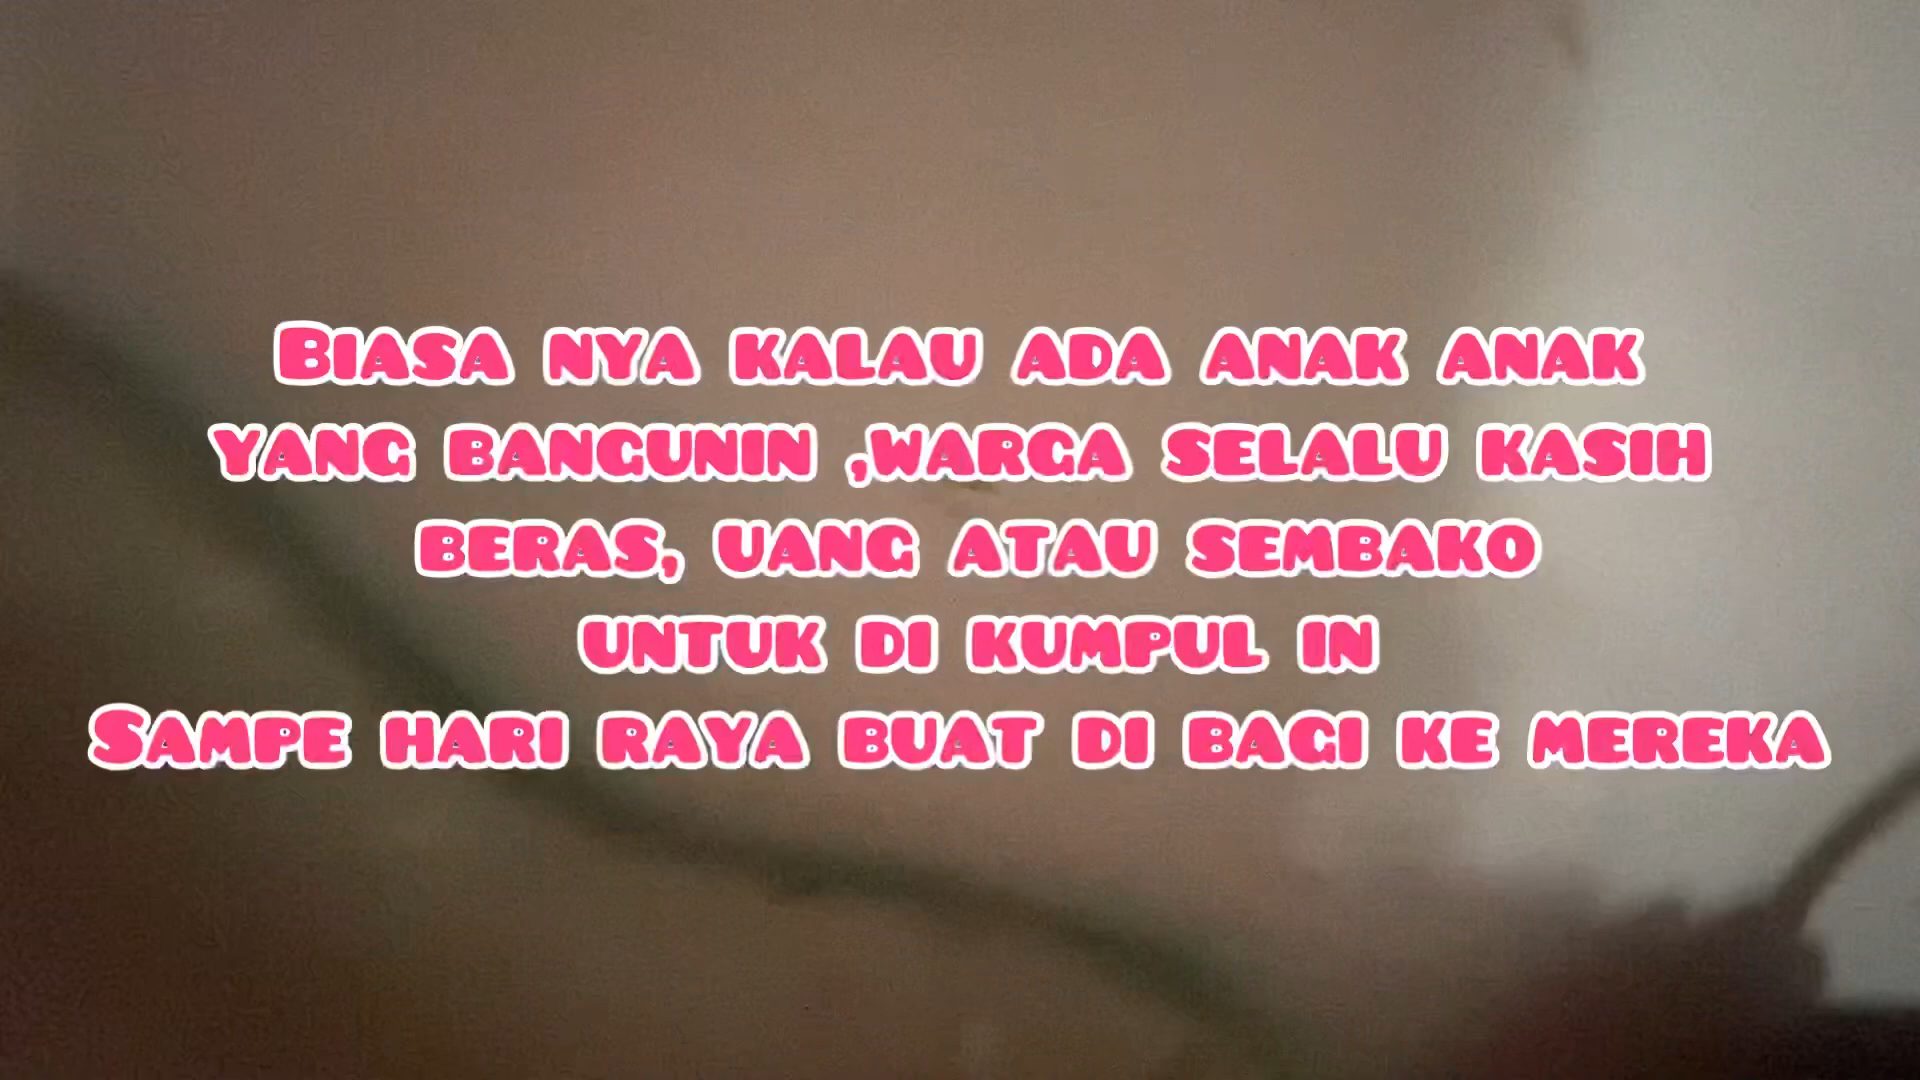 Biasa nya kalau ada anak anak
yang bangunin ,warga selalu kasih
beras, uang atau sembako
untuk di kumpul in
Sampe hari raya buat di bagi ke mereka